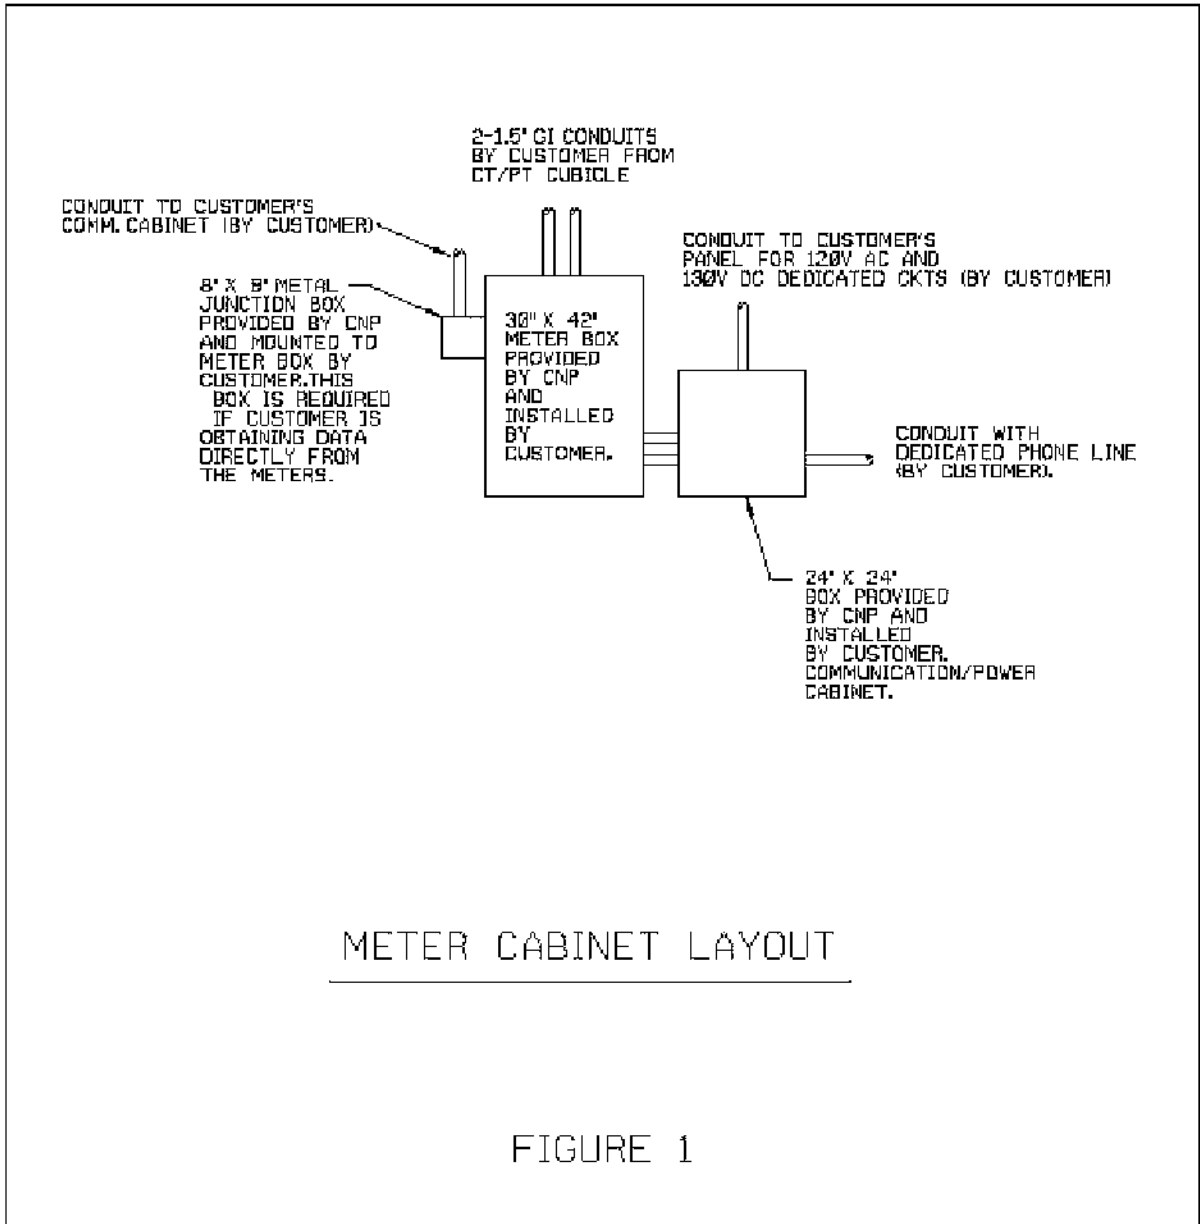 2-1.5" GI CONDUITS
BY CUSTOMER FROM
CT/PT CUBICLE
CONDUIT TO CUSTOMER'S
COMM. CABINET (BY CUSTOMER)
CONDUIT TO CUSTOMER'S
PANEL FOR 120V AC AND
130V DC DEDICATED CKTS (BY CUSTOMER)
8" X 8" METAL
JUNCTION BOX
PROVIDED BY CNP
AND MOUNTED TO
METER BOX BY
CUSTOMER.THIS
BOX IS REQUIRED
IF CUSTOMER IS
OBTAINING DATA
DIRECTLY FROM
THE METERS.
30" X 42"
METER BOX
PROVIDED
BY CNP
AND
INSTALLED
BY
CUSTOMER.
CONDUIT WITH
DEDICATED PHONE LINE
(BY CUSTOMER).
24" X 24"
BOX PROVIDED
BY CNP AND
INSTALLED
BY CUSTOMER.
COMMUNICATION/POWER
CABINET.
METER CABINET LAYOUT
FIGURE 1